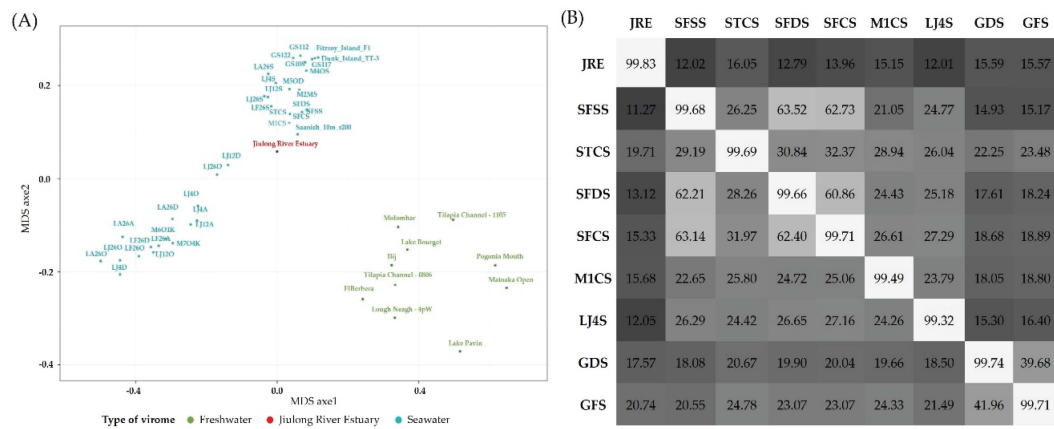 (A)
GS112
Fitzroy_Island_F1
GS122
Dunk_Island_TT-3
GS108
GS117
LA26S
M4OS
LJ4S
M5OD
LJ12S
M2MS
LJ26S
SFDS
LF26S
SFSS
STCS
SFCS
M1CS
Saanich_10m_s200
Jiulong River Estuary
LJ12D
LJ26D
LJ4O
LA26D
LJ4A
LA26A
M6O1K
LJ12A
LF26D
LF26A
M7O4K
LJ26O
LF26O
LJ12O
LA26O
LJ4D
Molombar
Tilapia Channel - 1105
Lake Bourget
Ilij
Pogonia Mouth
Tilapia Channel - 0806
Matnaka Open
ElBerbera
Lough Neagh - 4pW
Lake Pavin
0.2
0.0
-0.2
-0.4
-0.4
0.0
0.4
MDS axe2
MDS axe1
Type of virome Freshwater Jiulong River Estuary Seawater
(B)
JRE SFSS STCS SFDS SFCS M1CS LJ4S GDS GFS
JRE 99.83 12.02 16.05 12.79 13.96 15.15 12.01 15.59 15.57
SFSS 11.27 99.68 26.25 63.52 62.73 21.05 24.77 14.93 15.17
STCS 19.71 29.19 99.69 30.84 32.37 28.94 26.04 22.25 23.48
SFDS 13.12 62.21 28.26 99.66 60.86 24.43 25.18 17.61 18.24
SFCS 15.33 63.14 31.97 62.40 99.71 26.61 27.29 18.68 18.89
M1CS 15.68 22.65 25.80 24.72 25.06 99.49 23.79 18.05 18.80
LJ4S 12.05 26.29 24.42 26.65 27.16 24.26 99.32 15.30 16.40
GDS 17.57 18.08 20.67 19.90 20.04 19.66 18.50 99.74 39.68
GFS 20.74 20.55 24.78 23.07 23.07 24.33 21.49 41.96 99.71